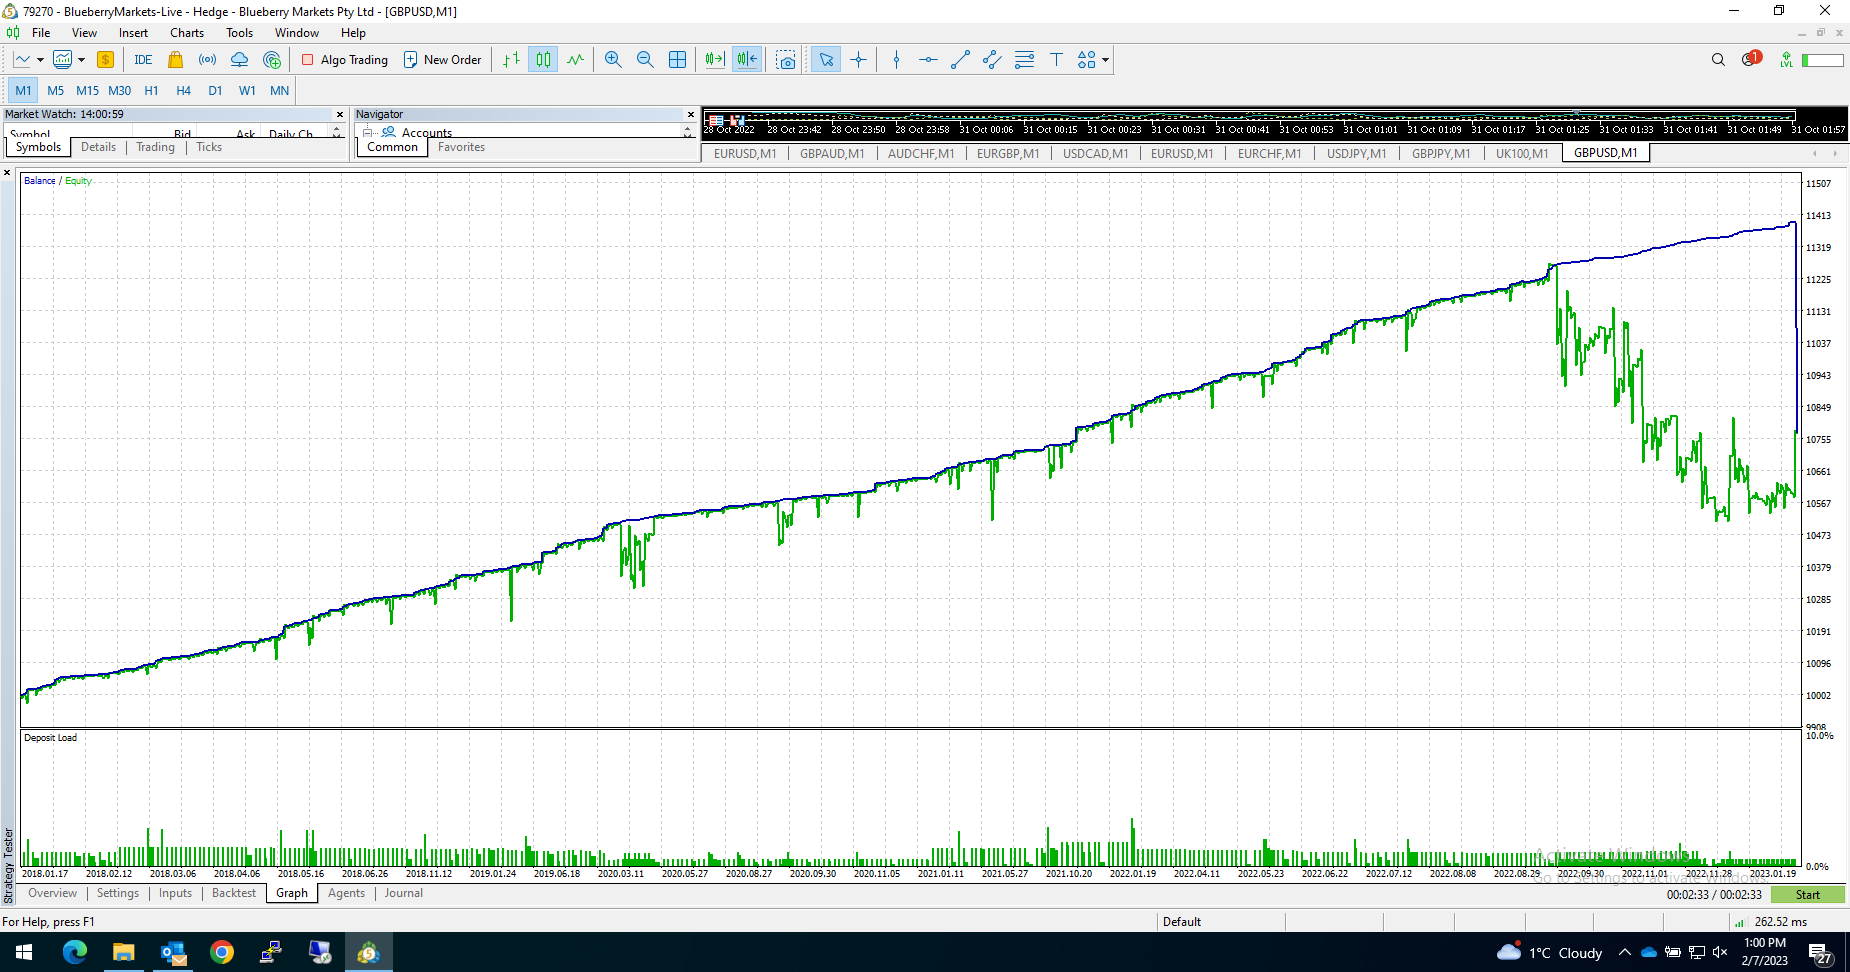 79270 - BlueberryMarkets-Live - Hedge - Blueberry Markets Pty Ltd - [GBPUSD,M1]
File View Insert Charts Tools Window Help
IDE Algo Trading New Order 1 LVL
M1 M5 M15 M30 H1 H4 D1 W1 MN
Market Watch: 14:00:59
Symbol Bid Ask Daily Ch...
Symbols Details Trading Ticks
Navigator
Accounts
Common Favorites
28 Oct 2022 28 Oct 23:42 28 Oct 23:50 28 Oct 23:58 31 Oct 00:06 31 Oct 00:15 31 Oct 00:23 31 Oct 00:31 31 Oct 00:41 31 Oct 00:53 31 Oct 01:01 31 Oct 01:09 31 Oct 01:17 31 Oct 01:25 31 Oct 01:33 31 Oct 01:41 31 Oct 01:49 31 Oct 01:57
EURUSD,M1 GBPAUD,M1 AUDCHF,M1 EURGBP,M1 USDCAD,M1 EURUSD,M1 EURCHF,M1 USDJPY,M1 GBPJPY,M1 UK100,M1 GBPUSD,M1
Balance / Equity
11507
11413
11319
11225
11131
11037
10943
10849
10755
10661
10567
10473
10379
10285
10191
10096
10002
9908
Deposit Load
10.0%
0.0%
2018.01.17 2018.02.12 2018.03.06 2018.04.06 2018.05.16 2018.06.26 2018.11.12 2019.01.24 2019.06.18 2020.03.11 2020.05.27 2020.08.27 2020.09.30 2020.11.05 2021.01.11 2021.05.27 2021.10.20 2022.01.19 2022.04.11 2022.05.23 2022.06.22 2022.07.12 2022.08.08 2022.08.29 2022.09.30 2022.11.01 2022.11.28 2023.01.19
Activate Windows
Go to Settings to activate Windows.
Strategy Tester
Overview Settings Inputs Backtest Graph Agents Journal
00:02:33 / 00:02:33 Start
For Help, press F1 Default 262.52 ms
1°C Cloudy
1:00 PM
2/7/2023
27